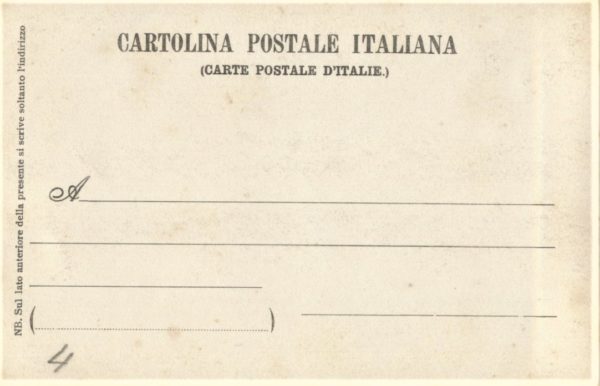 CARTOLINA POSTALE ITALIANA
(CARTE POSTALE D'ITALIE.)
NB. Sul lato anteriore della presente si scrive soltanto l'indirizzo
A
( )
4